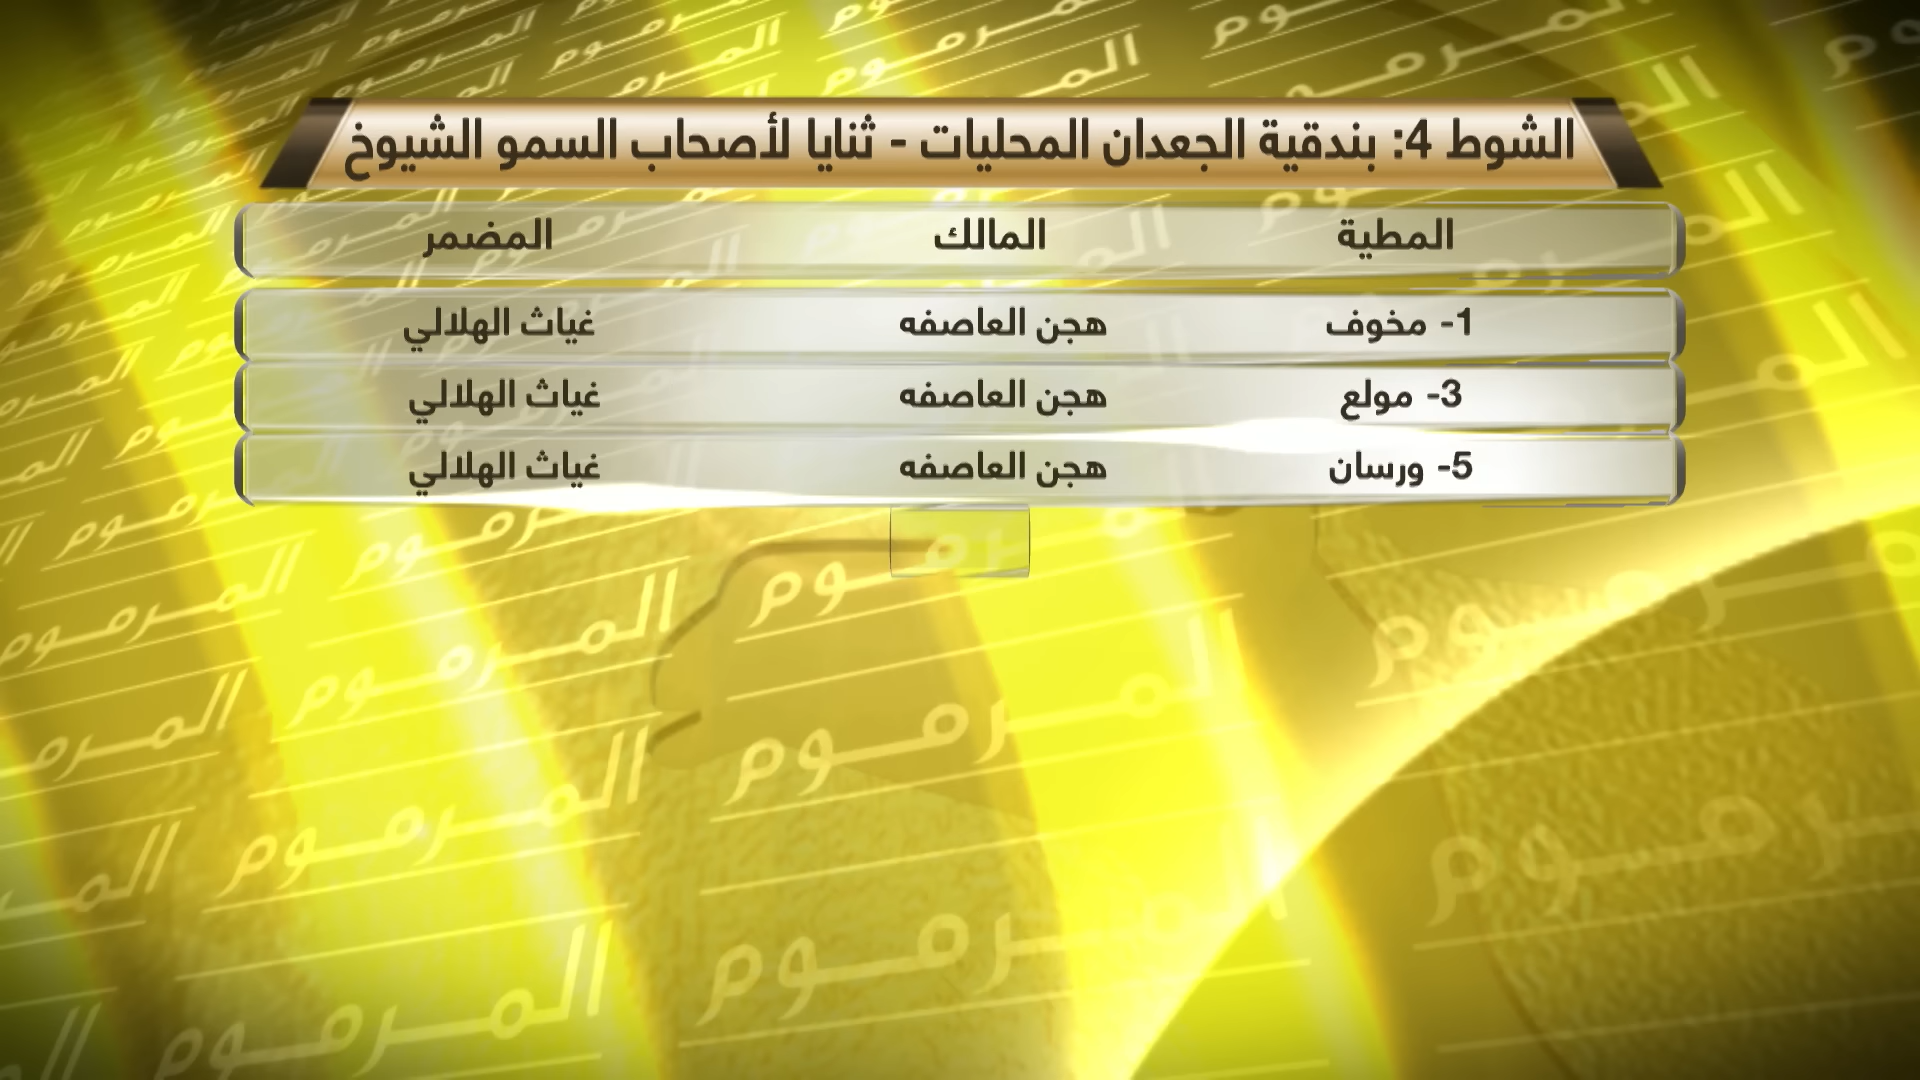 الشوط 4: بندقية الجعدان المحليات - ثنايا لأصحاب السمو الشيوخ
المطية المالك المضمر
1- مخوف هجن العاصفه غياث الهلالي
3- مولع هجن العاصفه غياث الهلالي
5- ورسان هجن العاصفه غياث الهلالي
المرموم